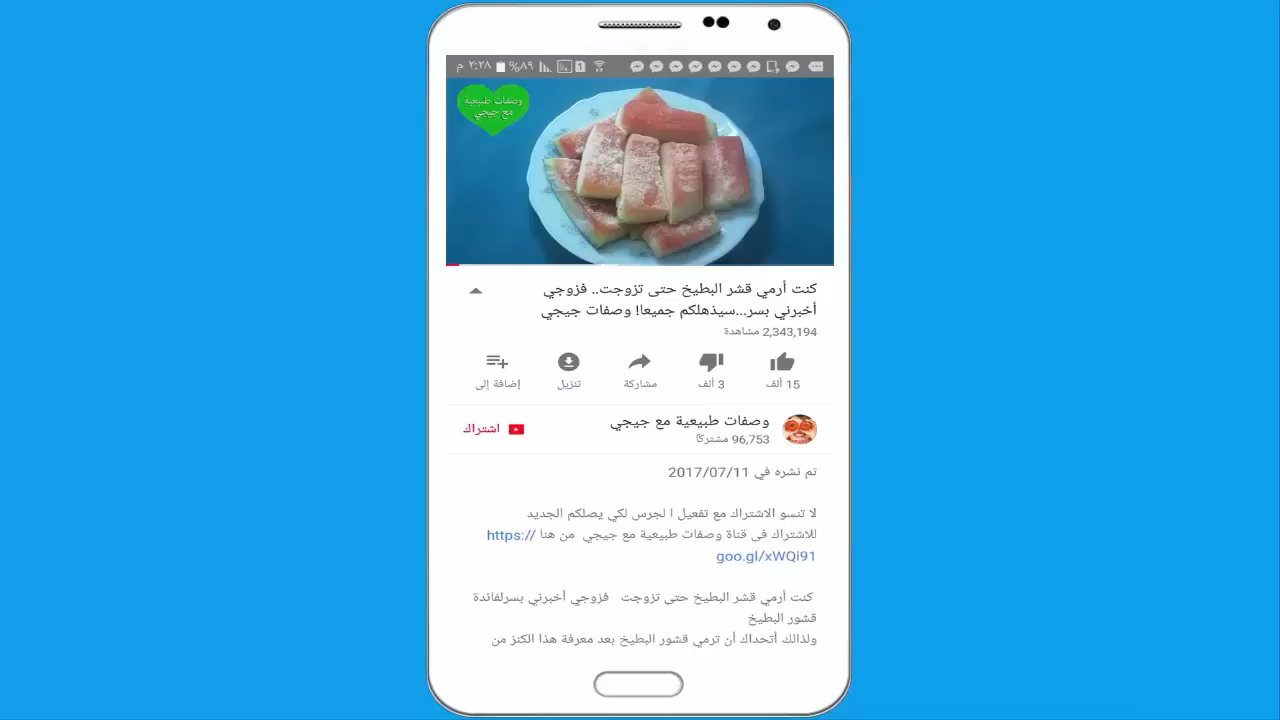 م ٢:٢٨ %٨٩
وصفات طبيعية
مع جيجي
كنت أرمي قشر البطيخ حتى تزوجت.. فزوجي
أخبرني بسر...سيذهلكم جميعا! وصفات جيجي
2,343,194 مشاهدة
15 ألف
3 ألف
مشاركة
تنزيل
إضافة إلى
وصفات طبيعية مع جيجي
96,753 مشتركًا
اشتراك
تم نشره في 2017/07/11
لا تنسو الاشتراك مع تفعيل ا لجرس لكي يصلكم الجديد
للاشتراك فى قناة وصفات طبيعية مع جيجي من هنا https://
goo.gl/xWQi91
كنت أرمي قشر البطيخ حتى تزوجت فزوجي أخبرني بسرلفائدة
قشور البطيخ
ولذالك أتحداك أن ترمي قشور البطيخ بعد معرفة هذا الكنز من